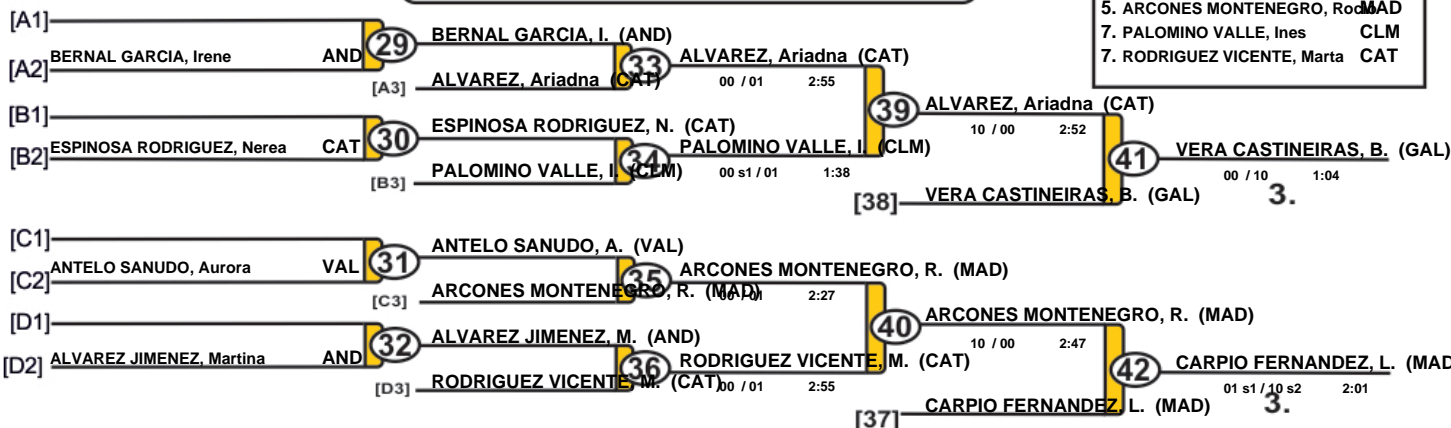 5. ARCONES MONTENEGRO, Rocio MAD
7. PALOMINO VALLE, Ines CLM
7. RODRIGUEZ VICENTE, Marta CAT
[A1]
[A2] BERNAL GARCIA, Irene AND
29
BERNAL GARCIA, I. (AND)
[A3] ALVAREZ, Ariadna (CAT)
33
ALVAREZ, Ariadna (CAT)
00 / 01 2:55
[B1]
[B2] ESPINOSA RODRIGUEZ, Nerea CAT
30
ESPINOSA RODRIGUEZ, N. (CAT)
[B3] PALOMINO VALLE, I. (CLM)
34
PALOMINO VALLE, I. (CLM)
00 s1 / 01 1:38
39
ALVAREZ, Ariadna (CAT)
10 / 00 2:52
[38] VERA CASTINEIRAS, B. (GAL)
41
VERA CASTINEIRAS, B. (GAL)
00 / 10 1:04
3.
[C1]
[C2] ANTELO SANUDO, Aurora VAL
31
ANTELO SANUDO, A. (VAL)
[C3] ARCONES MONTENEGRO, R. (MAD)
35
ARCONES MONTENEGRO, R. (MAD)
00 / 01 2:27
[D1]
[D2] ALVAREZ JIMENEZ, Martina AND
32
ALVAREZ JIMENEZ, M. (AND)
[D3] RODRIGUEZ VICENTE, M. (CAT)
36
RODRIGUEZ VICENTE, M. (CAT)
00 / 01 2:55
40
ARCONES MONTENEGRO, R. (MAD)
10 / 00 2:47
[37] CARPIO FERNANDEZ, L. (MAD)
42
CARPIO FERNANDEZ, L. (MAD
01 s1 / 10 s2 2:01
3.